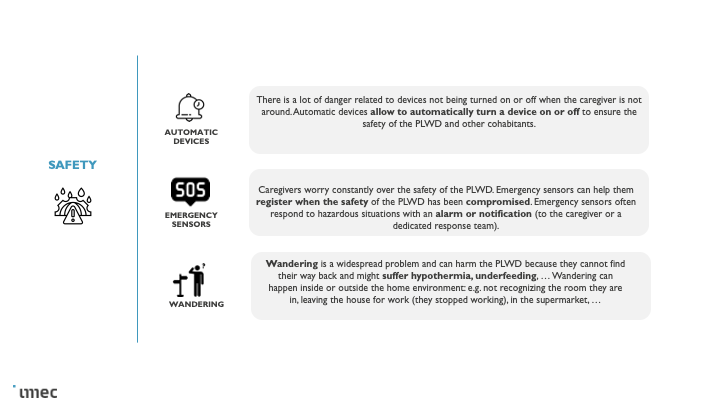 SAFETY
AUTOMATIC
DEVICES
There is a lot of danger related to devices not being turned on or off when the caregiver is not
around. Automatic devices allow to automatically turn a device on or off to ensure the
safety of the PLWD and other cohabitants.
SOS
EMERGENCY
SENSORS
Caregivers worry constantly over the safety of the PLWD. Emergency sensors can help them
register when the safety of the PLWD has been compromised. Emergency sensors often
respond to hazardous situations with an alarm or notification (to the caregiver or a
dedicated response team).
WANDERING
Wandering is a widespread problem and can harm the PLWD because they cannot find
their way back and might suffer hypothermia, underfeeding, … Wandering can
happen inside or outside the home environment: e.g. not recognizing the room they are
in, leaving the house for work (they stopped working), in the supermarket, …
imec